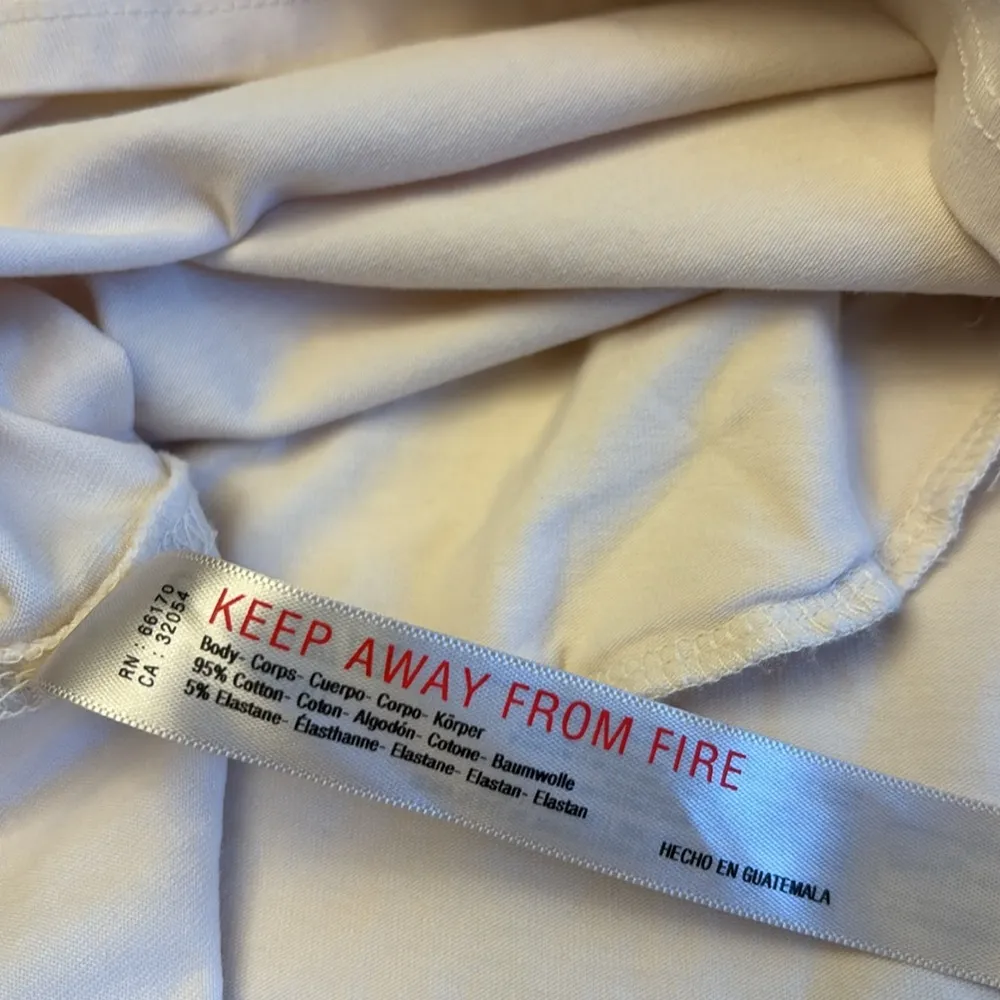 RN : 66170
CA : 32054
KEEP AWAY FROM FIRE
Body- Corps- Cuerpo- Corpo- Körper
95% Cotton- Coton- Algodón- Cotone- Baumwolle
5% Elastane- Élasthanne- Elastane- Elastan- Elastan
HECHO EN GUATEMALA